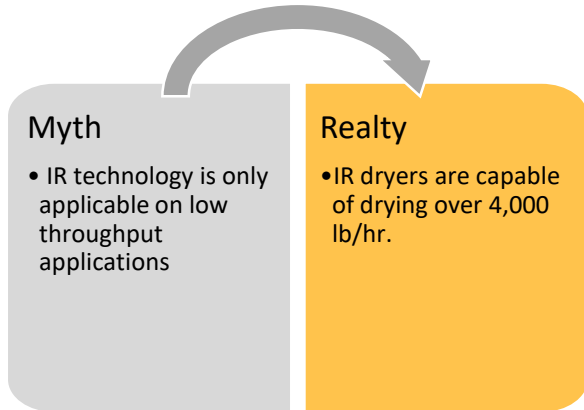 Myth
• IR technology is only
applicable on low
throughput
applications
Realty
•IR dryers are capable
of drying over 4,000
lb/hr.